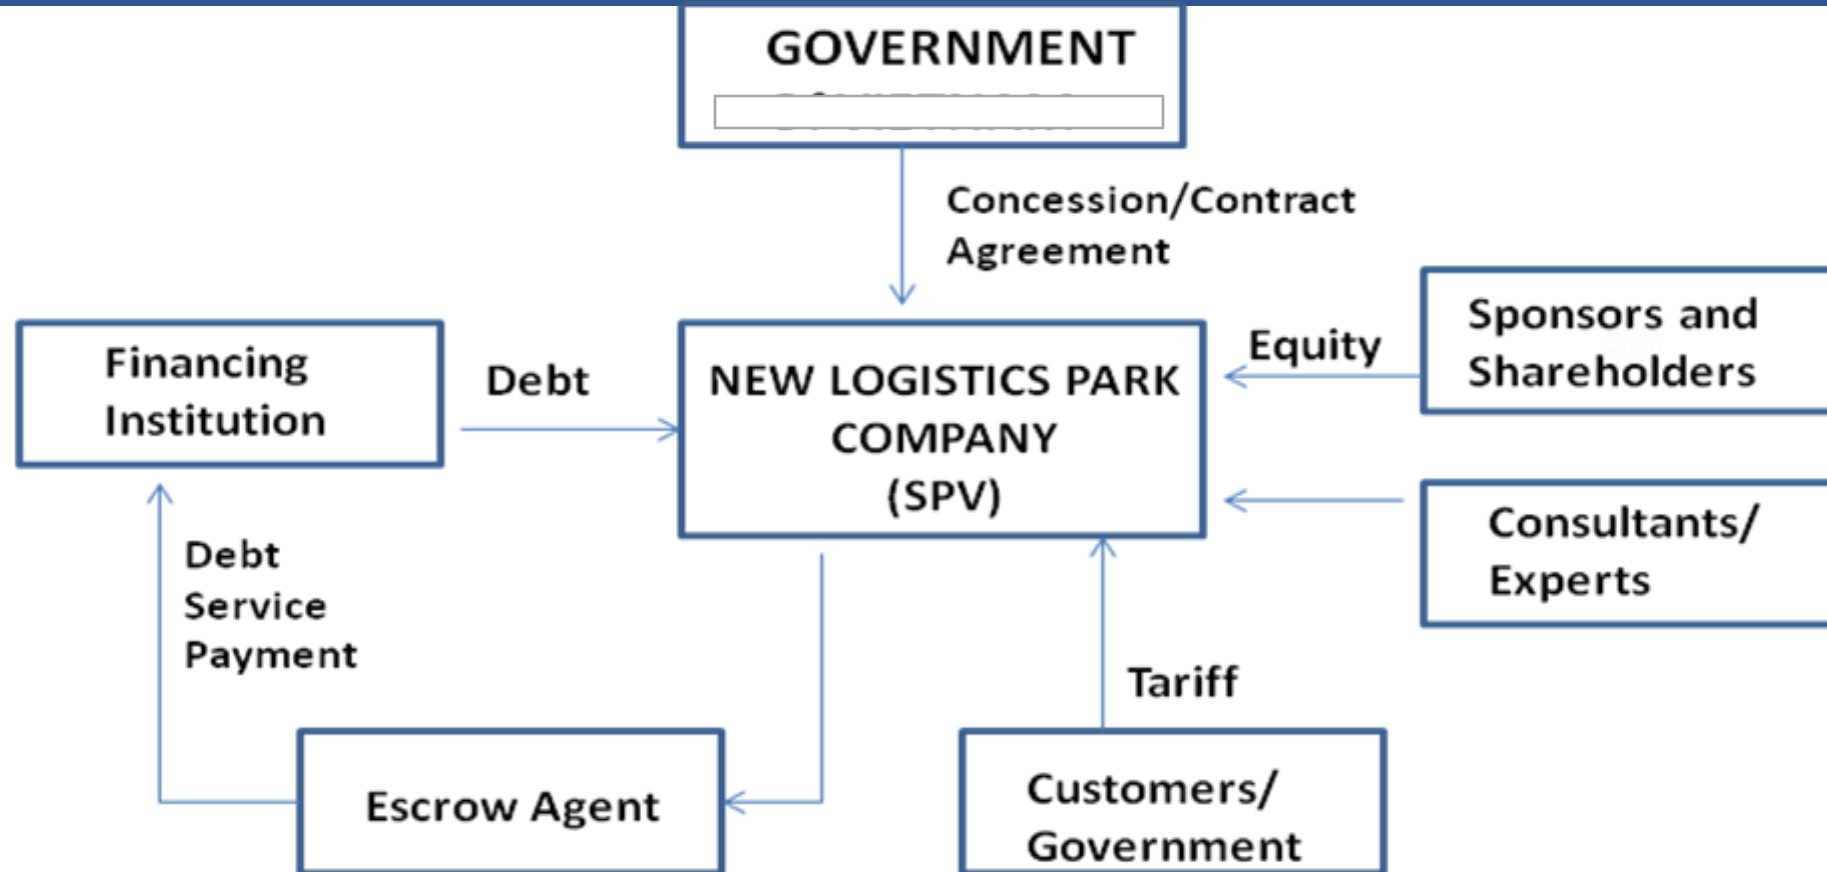 GOVERNMENT
Concession/Contract
Agreement
Financing
Institution
Debt
NEW LOGISTICS PARK
COMPANY
(SPV)
Equity
Sponsors and
Shareholders
Consultants/
Experts
Debt
Service
Payment
Tariff
Escrow Agent
Customers/
Government